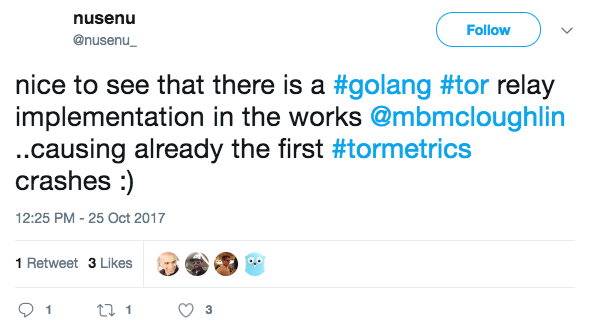 nusenu
@nusenu_
Follow
nice to see that there is a #golang #tor relay
implementation in the works @mbmcloughlin
..causing already the first #tormetrics
crashes :)
12:25 PM - 25 Oct 2017
1 Retweet 3 Likes
1 1 3